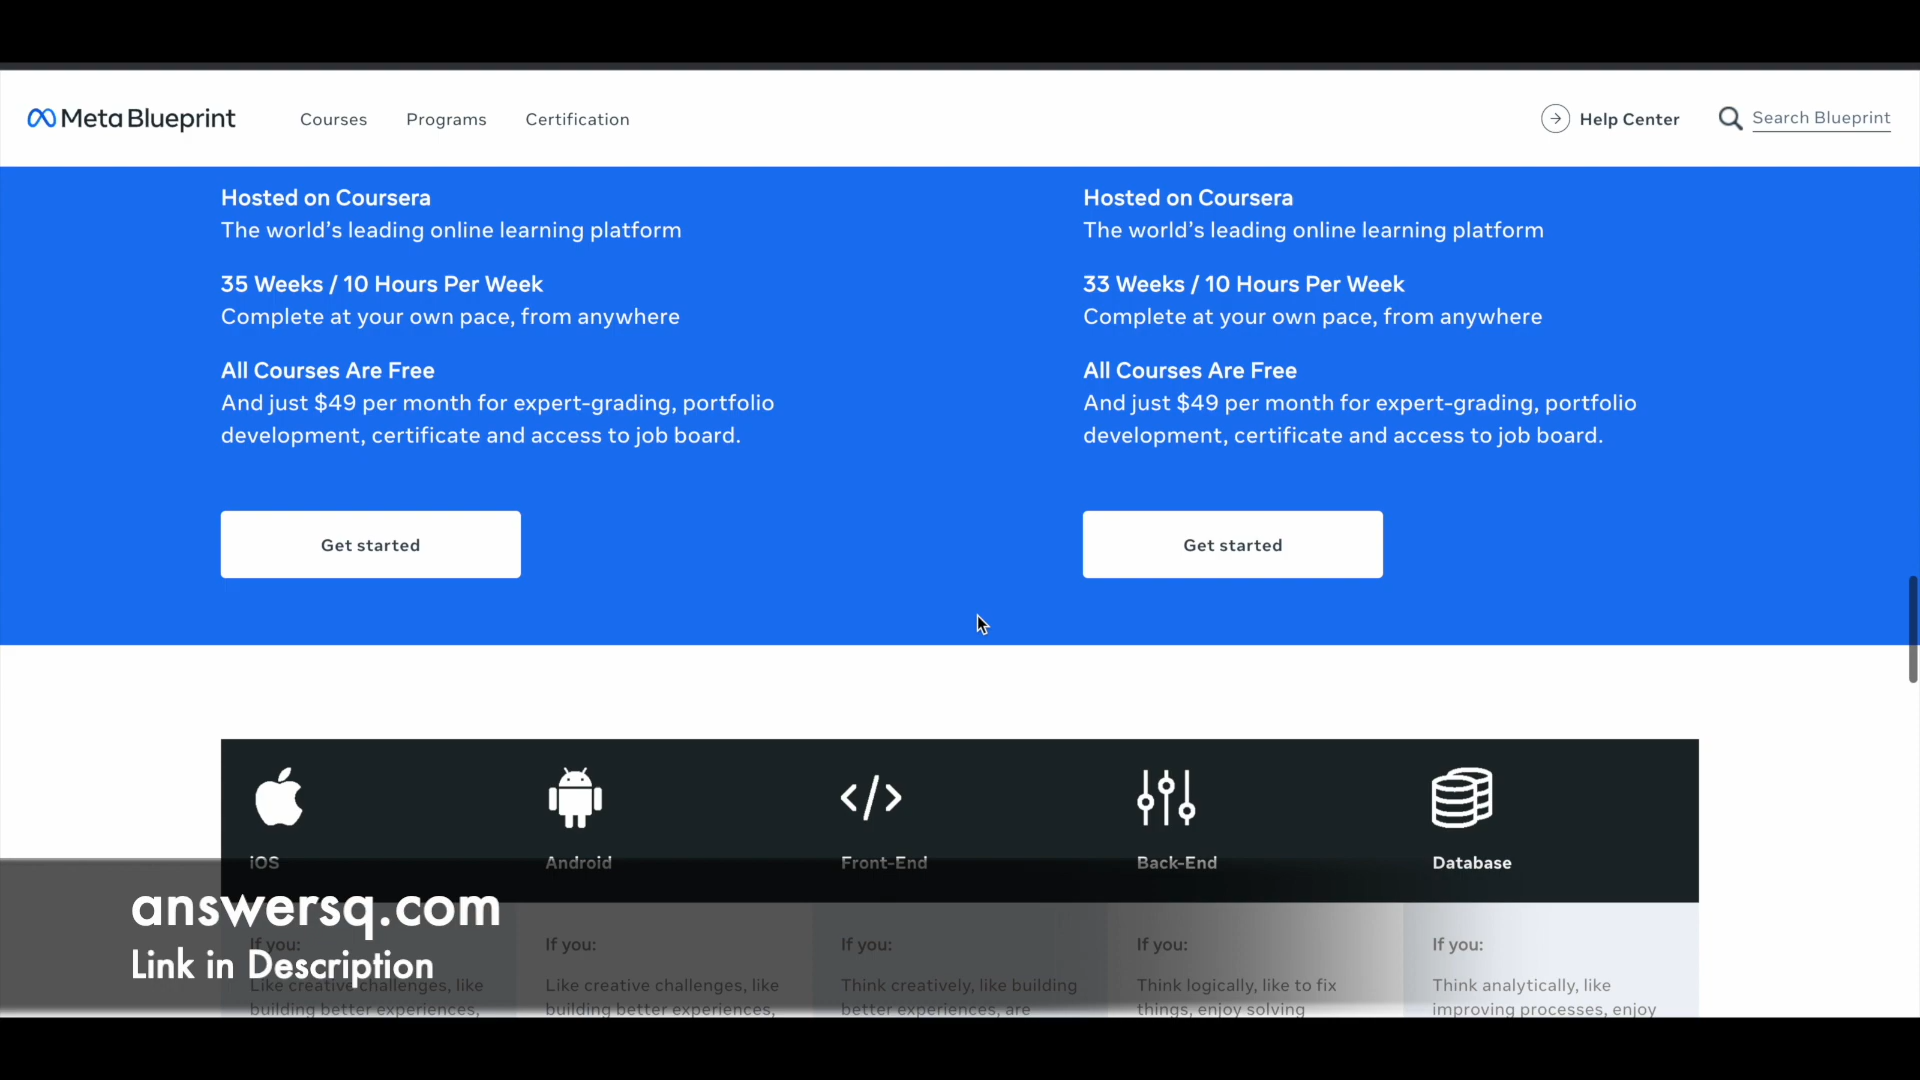 Meta Blueprint
Courses
Programs
Certification
Help Center
Search Blueprint
Hosted on Coursera
The world’s leading online learning platform
35 Weeks / 10 Hours Per Week
Complete at your own pace, from anywhere
All Courses Are Free
And just $49 per month for expert-grading, portfolio
development, certificate and access to job board.
Get started
Hosted on Coursera
The world’s leading online learning platform
33 Weeks / 10 Hours Per Week
Complete at your own pace, from anywhere
All Courses Are Free
And just $49 per month for expert-grading, portfolio
development, certificate and access to job board.
Get started
iOS
Android
Front-End
Back-End
Database
If you:
Like creative challenges, like
building better experiences,
If you:
Like creative challenges, like
building better experiences,
If you:
Think creatively, like building
better experiences, are
If you:
Think logically, like to fix
things, enjoy solving
If you:
Think analytically, like
improving processes, enjoy
answersq.com
Link in Description